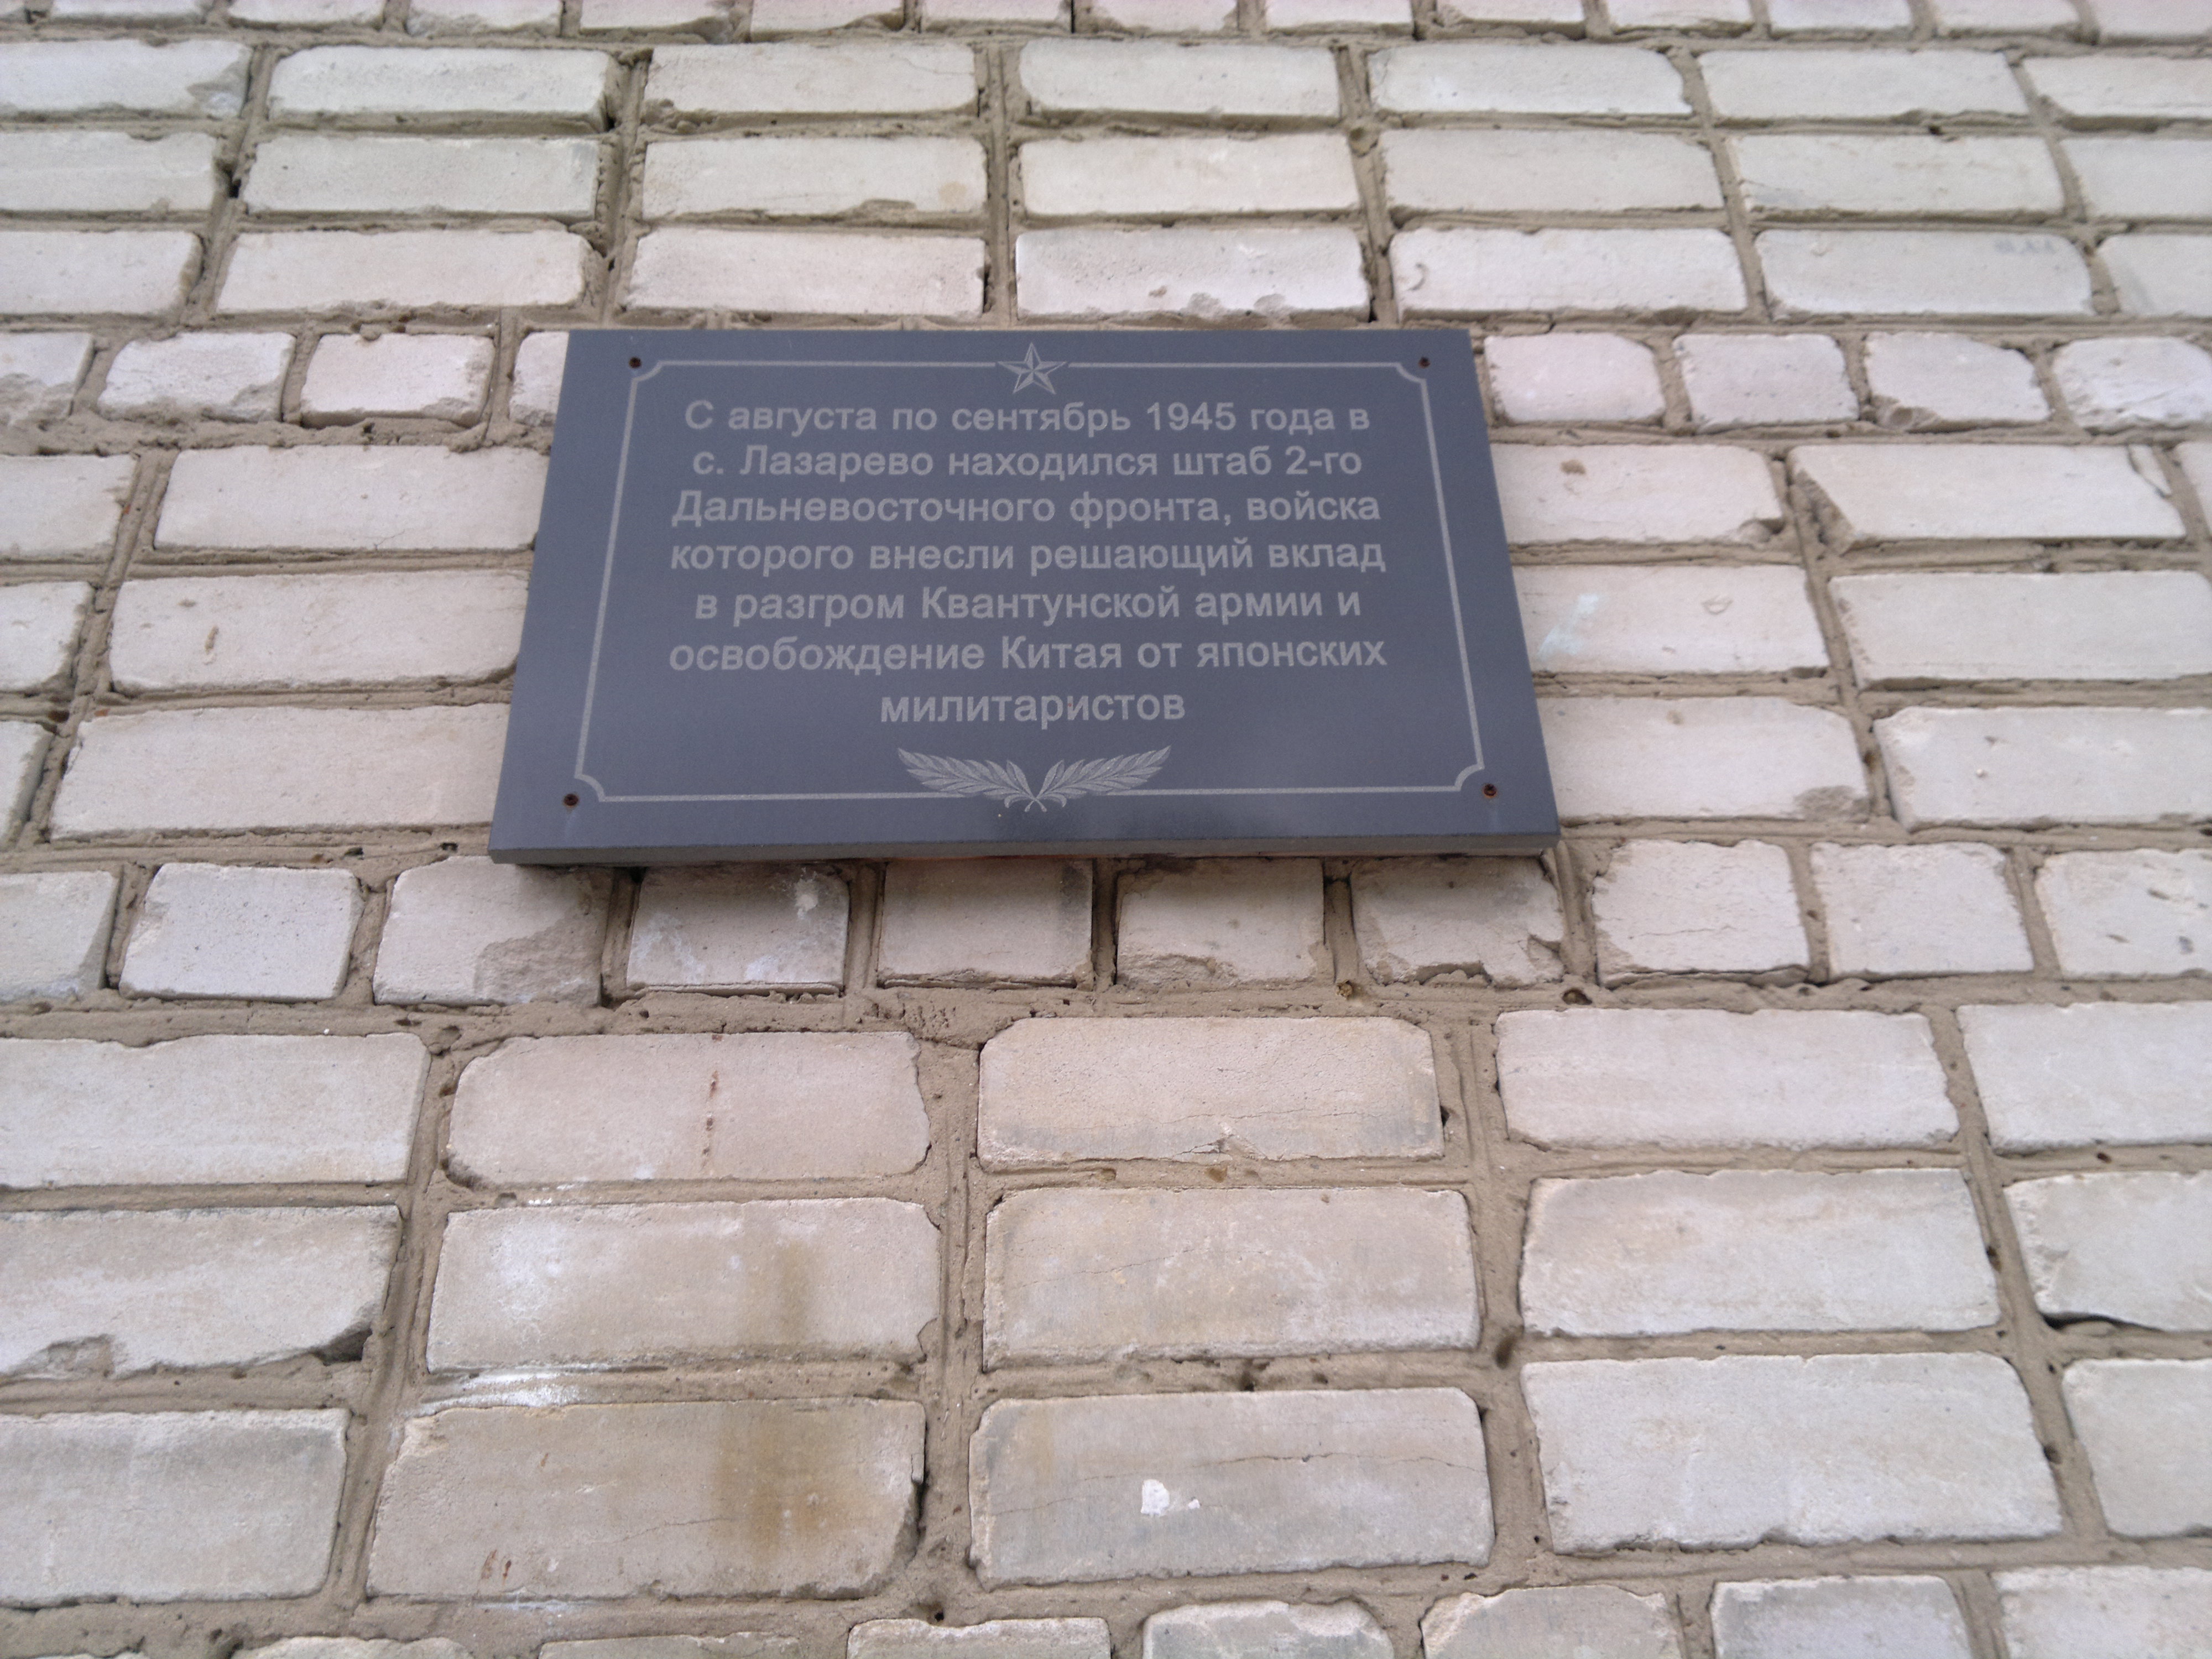 С августа по сентябрь 1945 года в
с. Лазарево находился штаб 2-го
Дальневосточного фронта, войска
которого внесли решающий вклад
в разгром Квантунской армии и
освобождение Китая от японских
милитаристов